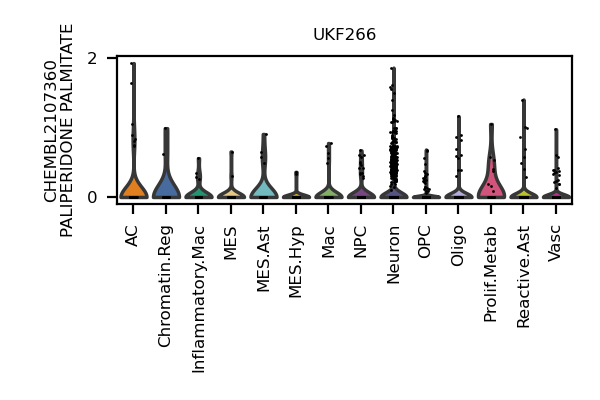 UKF266
CHEMBL2107360
PALIPERIDONE PALMITATE
2
0
AC
Chromatin.Reg
Inflammatory.Mac
MES
MES.Ast
MES.Hyp
Mac
NPC
Neuron
OPC
Oligo
Prolif.Metab
Reactive.Ast
Vasc